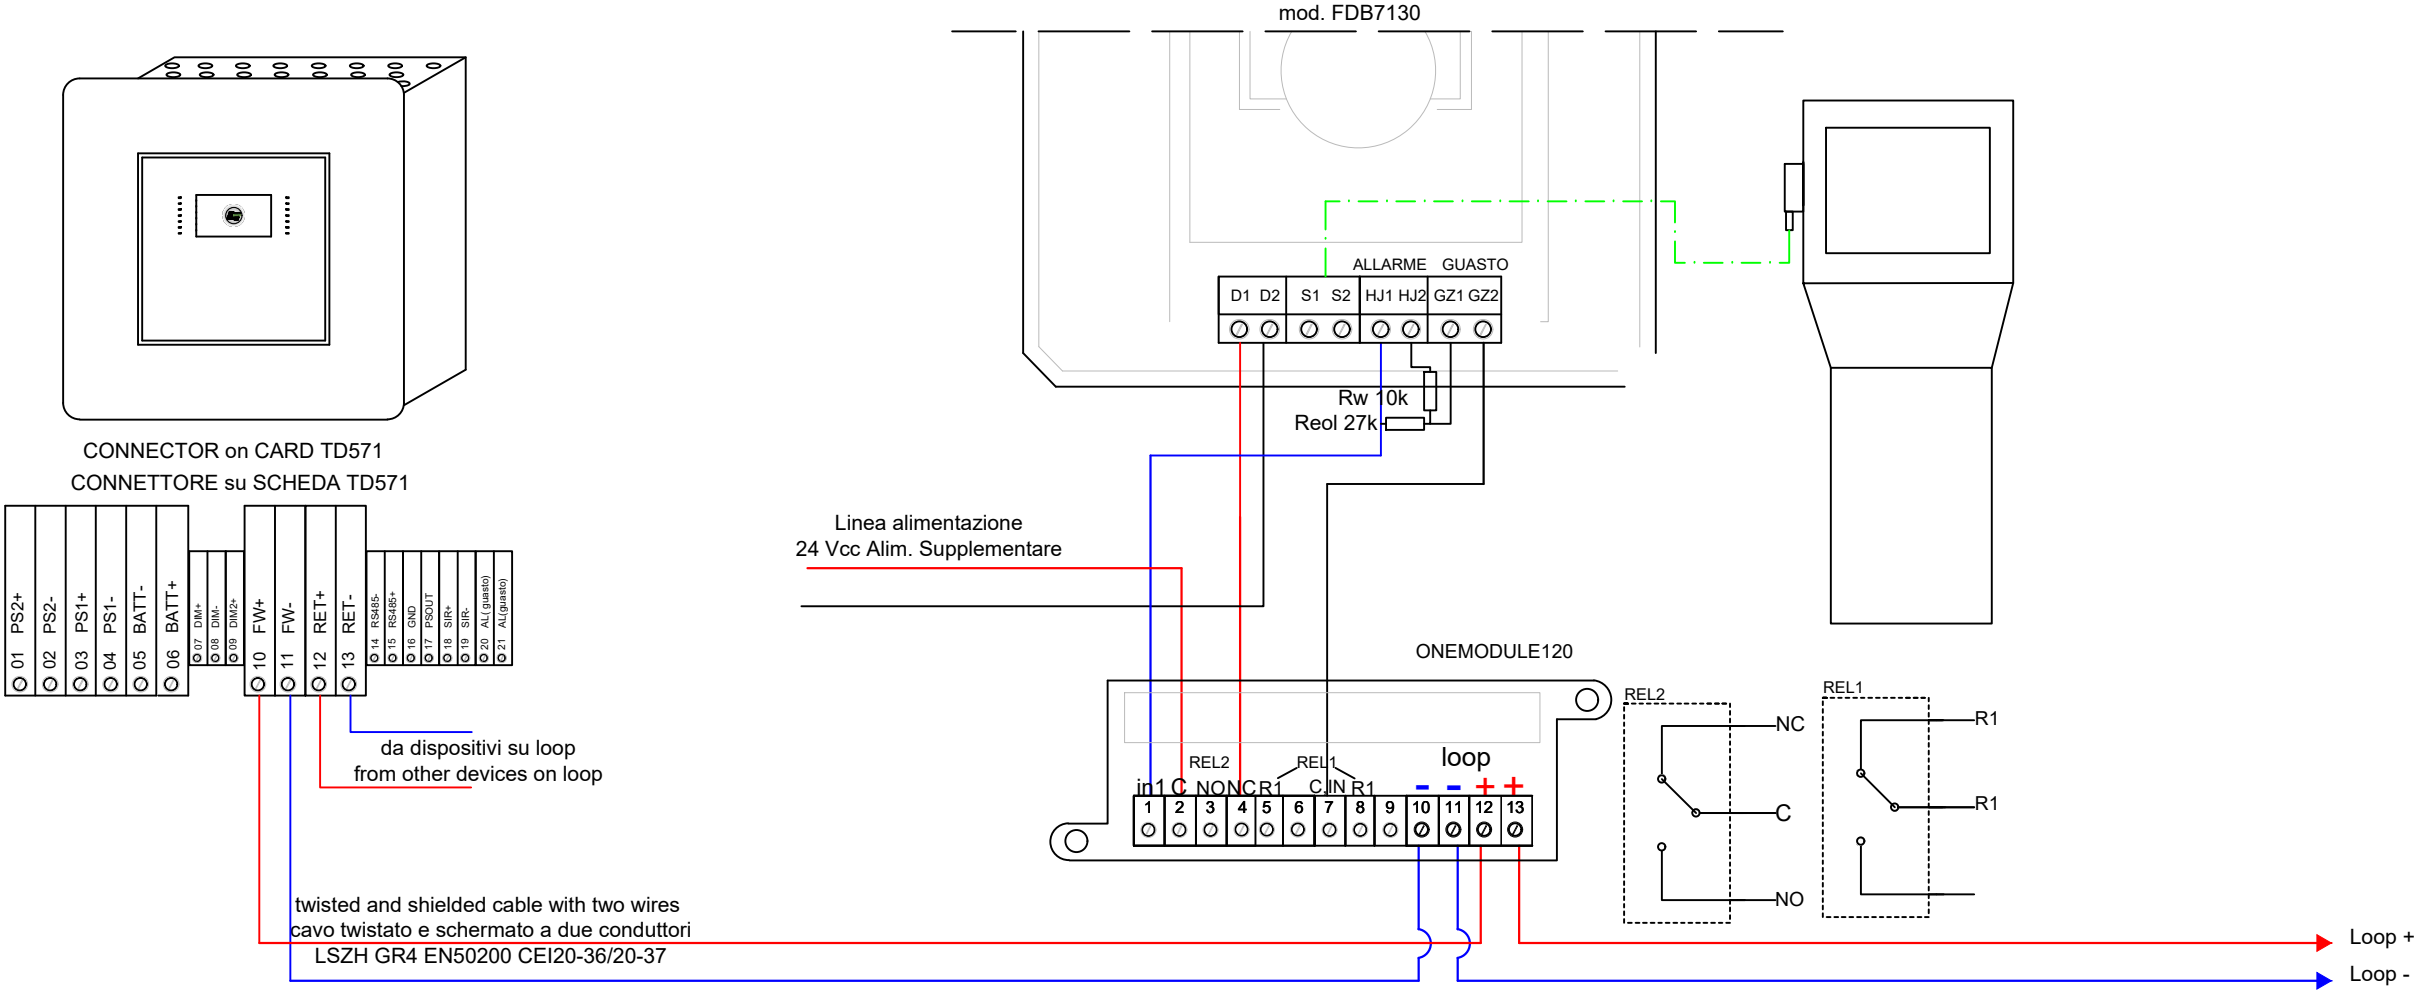 mod. FDB7130
ALLARME GUASTO
D1 D2 S1 S2 HJ1 HJ2 GZ1 GZ2
Rw 10k
Reol 27k
CONNECTOR on CARD TD571
CONNETTORE su SCHEDA TD571
01 PS2+
02 PS2-
03 PS1+
04 PS1-
05 BATT-
06 BATT+
07 DIM+
08 DIM-
09 DIM2+
10 FW+
11 FW-
12 RET+
13 RET-
14 RS485-
15 RS485+
16 GND
17 PSOUT
18 SIR+
19 SIR-
20 AL( guasto)
21 AL(guasto)
da dispositivi su loop
from other devices on loop
Linea alimentazione
24 Vcc Alim. Supplementare
ONEMODULE120
REL2 REL1 loop
in1 C NO NC R1 C,IN R1 - - + +
1 2 3 4 5 6 7 8 9 10 11 12 13
REL2
NC
C
NO
REL1
R1
R1
twisted and shielded cable with two wires
cavo twistato e schermato a due conduttori
LSZH GR4 EN50200 CEI20-36/20-37
Loop +
Loop -